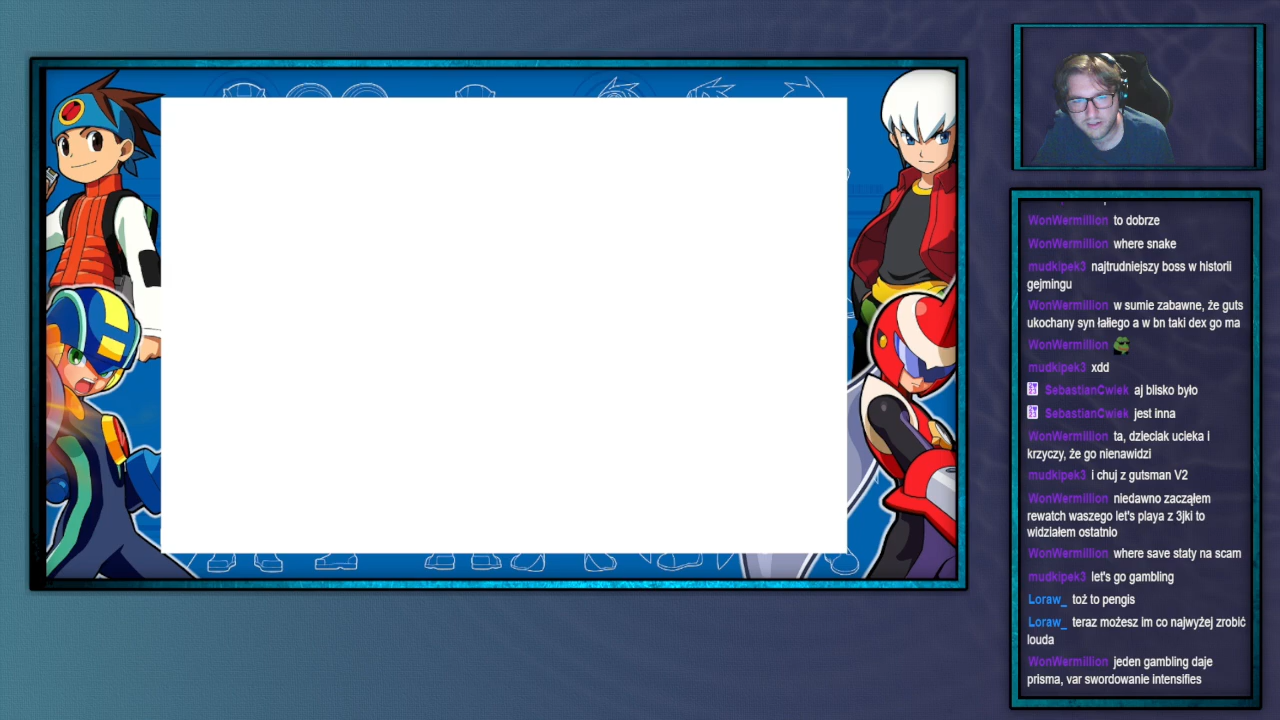 WonWermillion to dobrze
WonWermillion where snake
mudkipek3 najtrudniejszy boss w historii
gejmingu
WonWermillion w sumie zabawne, że guts
ukochany syn łaliego a w bn taki dex go ma
WonWermillion
mudkipek3 xdd
SebastianCwiek aj blisko było
SebastianCwiek jest inna
WonWermillion ta, dzieciak ucieka i
krzyczy, że go nienawidzi
mudkipek3 i chuj z gutsman V2
WonWermillion niedawno zacząłem
rewatch waszego let's playa z 3jki to
widziałem ostatnio
WonWermillion where save staty na scam
mudkipek3 let's go gambling
Loraw_ toż to pengis
Loraw_ teraz możesz im co najwyżej zrobić
louda
WonWermillion jeden gambling daje
prisma, var swordowanie intensifies